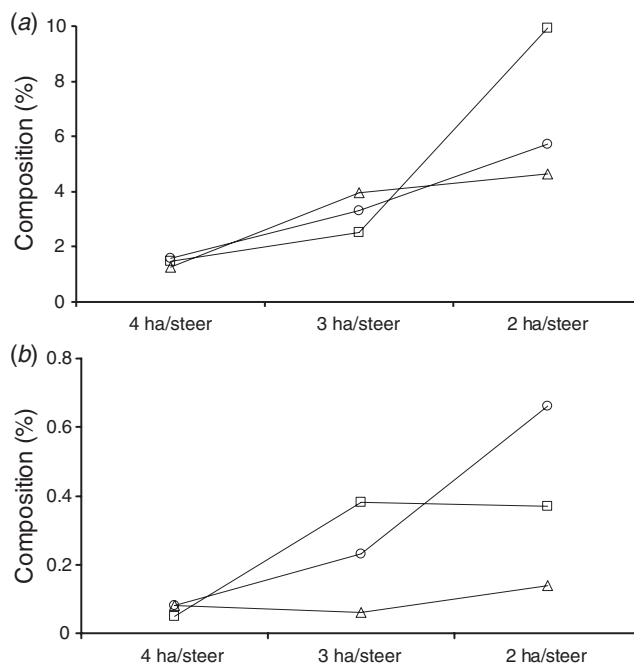 (a)
10
8
6
4
2
0
Composition (%)
4 ha/steer 3 ha/steer 2 ha/steer
(b)
0.8
0.6
0.4
0.2
0
Composition (%)
4 ha/steer 3 ha/steer 2 ha/steer